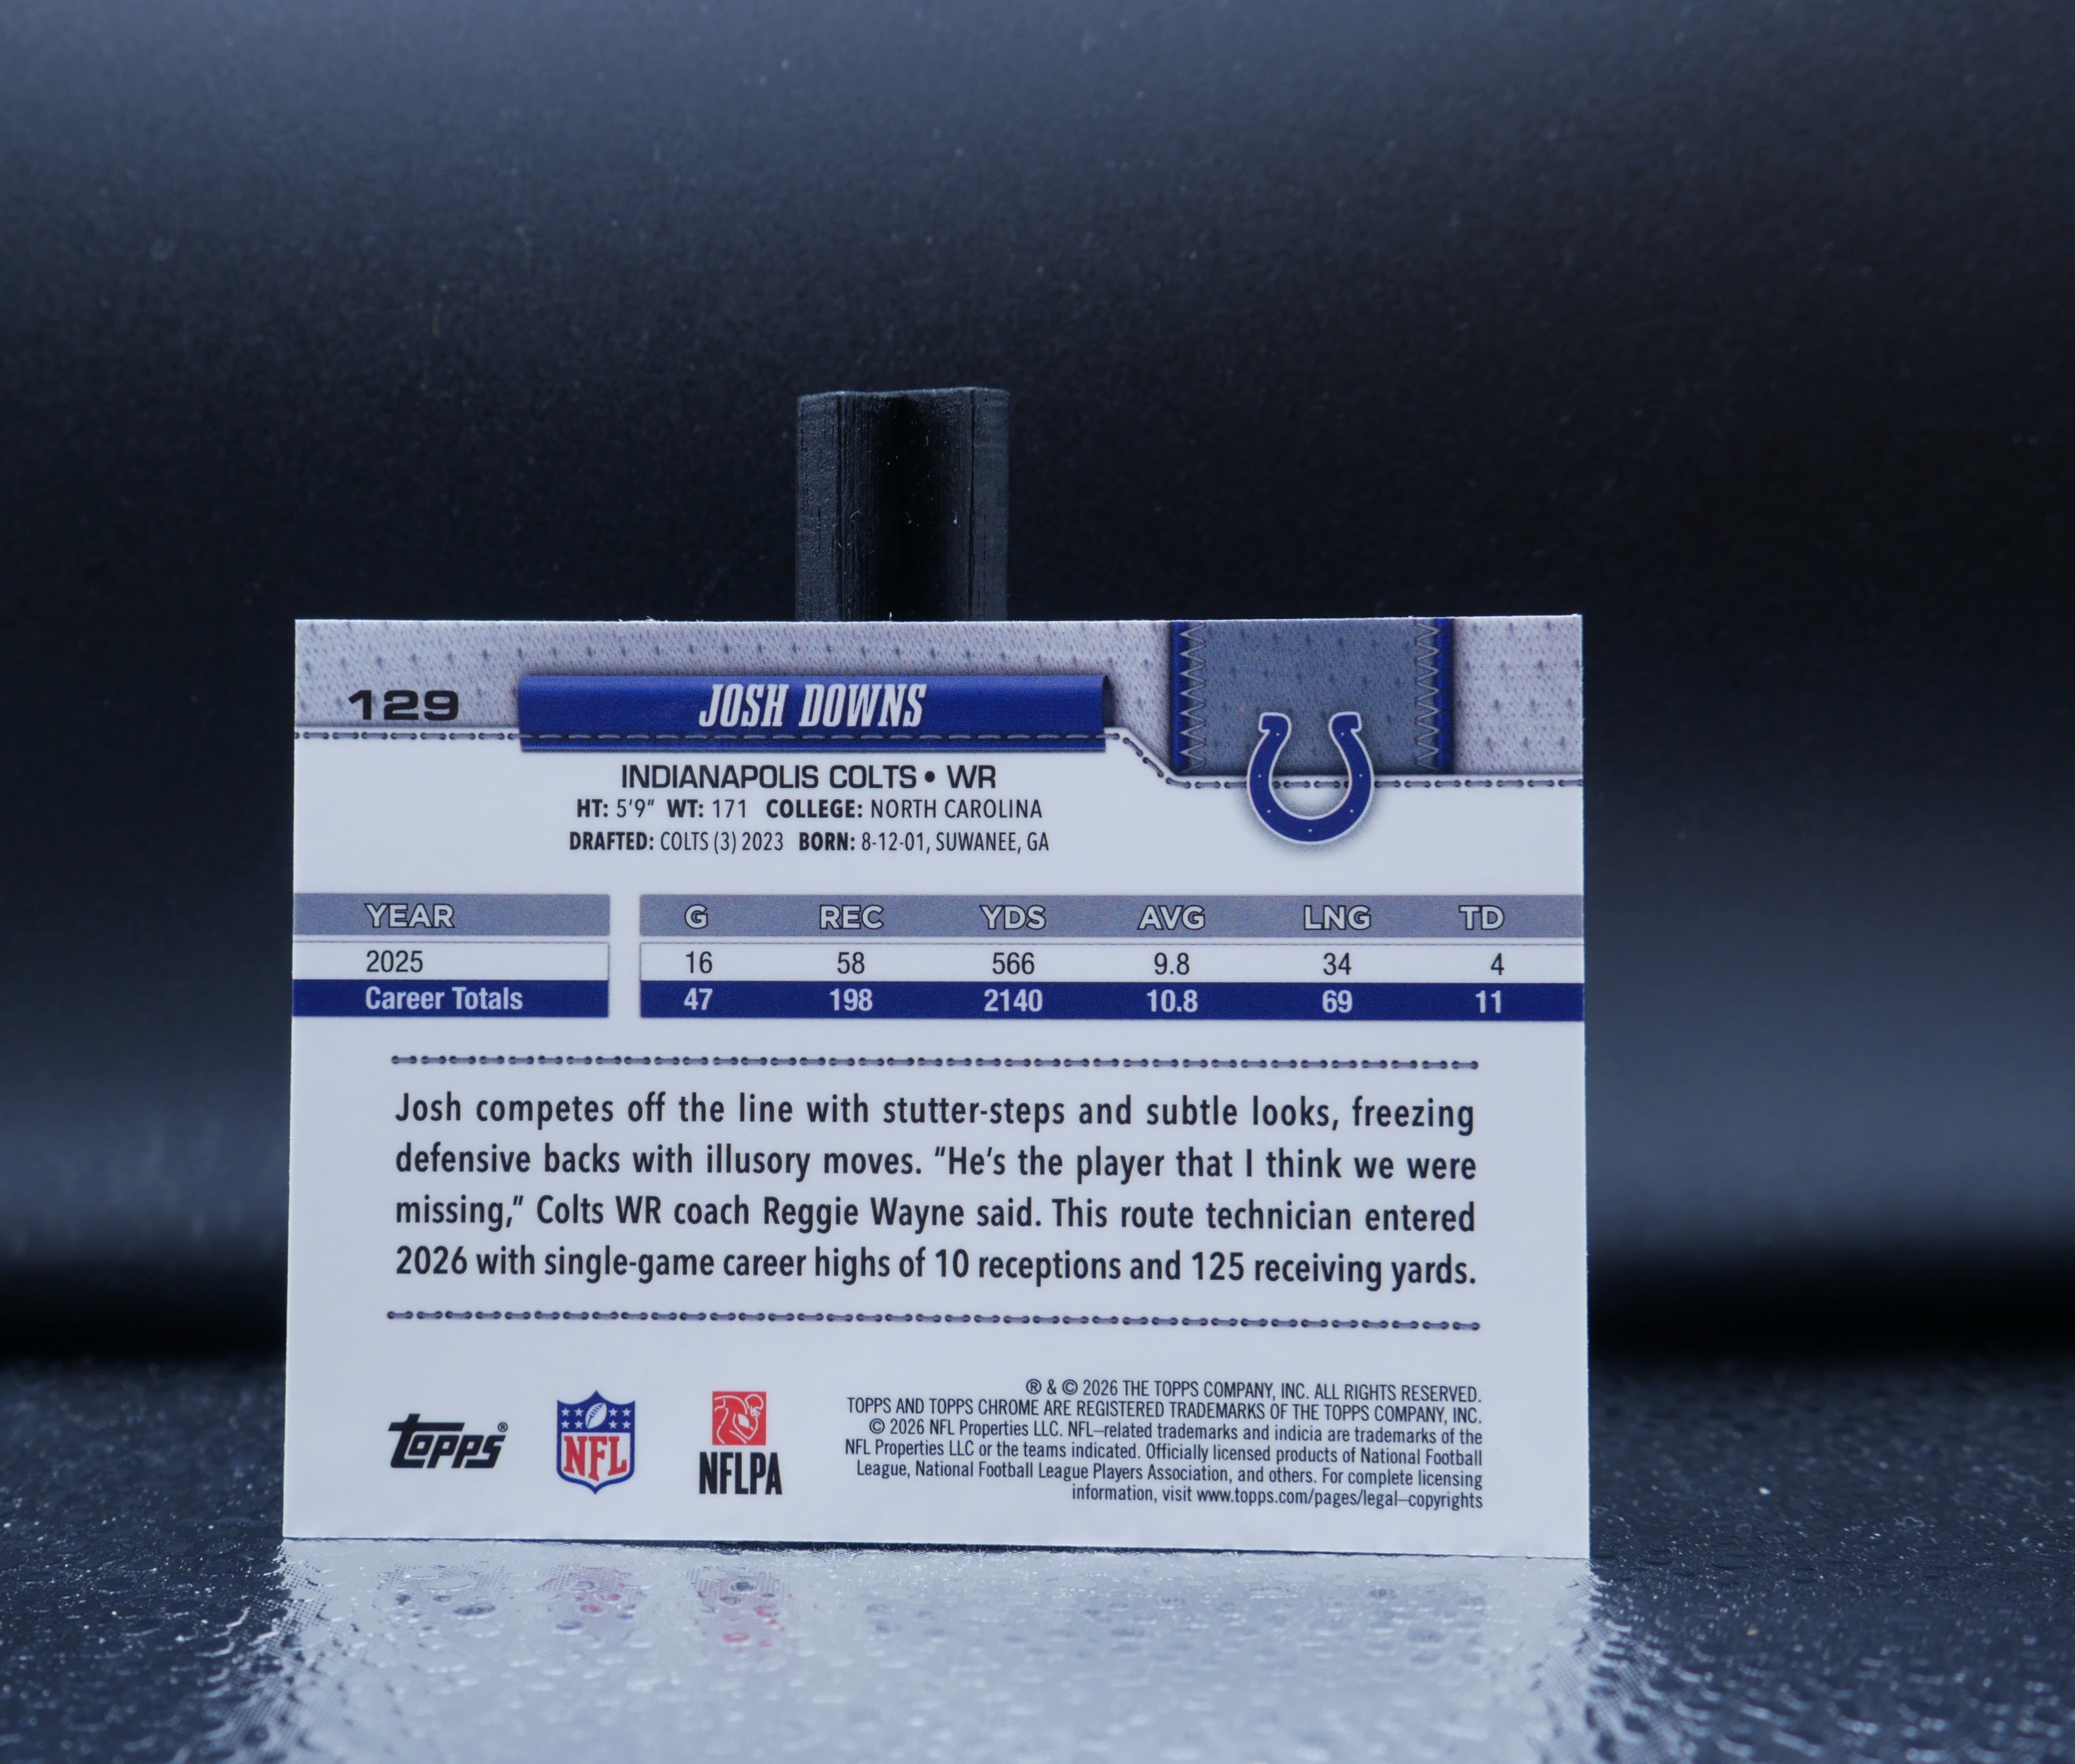 129
JOSH DOWNS
INDIANAPOLIS COLTS • WR
HT: 5'9" WT: 171 COLLEGE: NORTH CAROLINA
DRAFTED: COLTS (3) 2023 BORN: 8-12-01, SUWANEE, GA
YEAR G REC YDS AVG LNG TD
2025 16 58 566 9.8 34 4
Career Totals 47 198 2140 10.8 69 11
Josh competes off the line with stutter-steps and subtle looks, freezing
defensive backs with illusory moves. "He's the player that I think we were
missing," Colts WR coach Reggie Wayne said. This route technician entered
2026 with single-game career highs of 10 receptions and 125 receiving yards.
topps®
NFL
NFLPA
® & © 2026 THE TOPPS COMPANY, INC. ALL RIGHTS RESERVED.
TOPPS AND TOPPS CHROME ARE REGISTERED TRADEMARKS OF THE TOPPS COMPANY, INC.
© 2026 NFL Properties LLC. NFL–related trademarks and indicia are trademarks of the
NFL Properties LLC or the teams indicated. Officially licensed products of National Football
League, National Football League Players Association, and others. For complete licensing
information, visit www.topps.com/pages/legal–copyrights